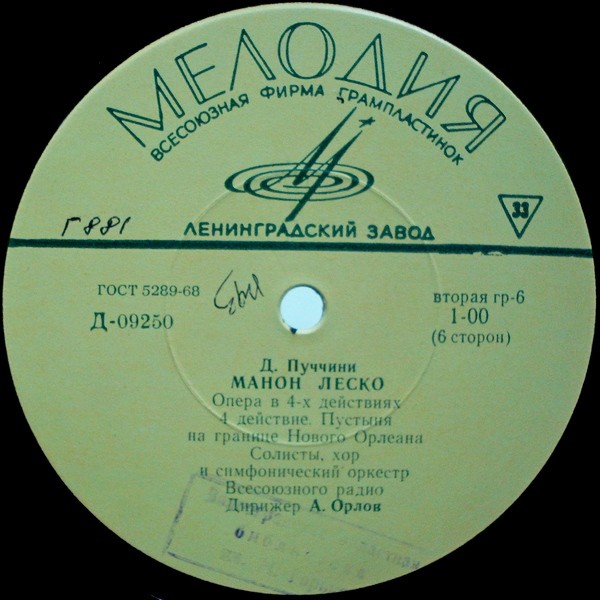 МЕЛОДИЯ
ВСЕСОЮЗНАЯ ФИРМА ГРАМПЛАСТИНОК
33
Г881
ЛЕНИНГРАДСКИЙ ЗАВОД
ГОСТ 5289-68
Д-09250
вторая гр-6
1-00
(6 сторон)
Д. Пуччини
МАНОН ЛЕСКО
Опера в 4-х действиях
4 действие. Пустыня
на границе Нового Орлеана
Солисты, хор
и симфонический оркестр
Всесоюзного радио
Дирижер А. Орлов